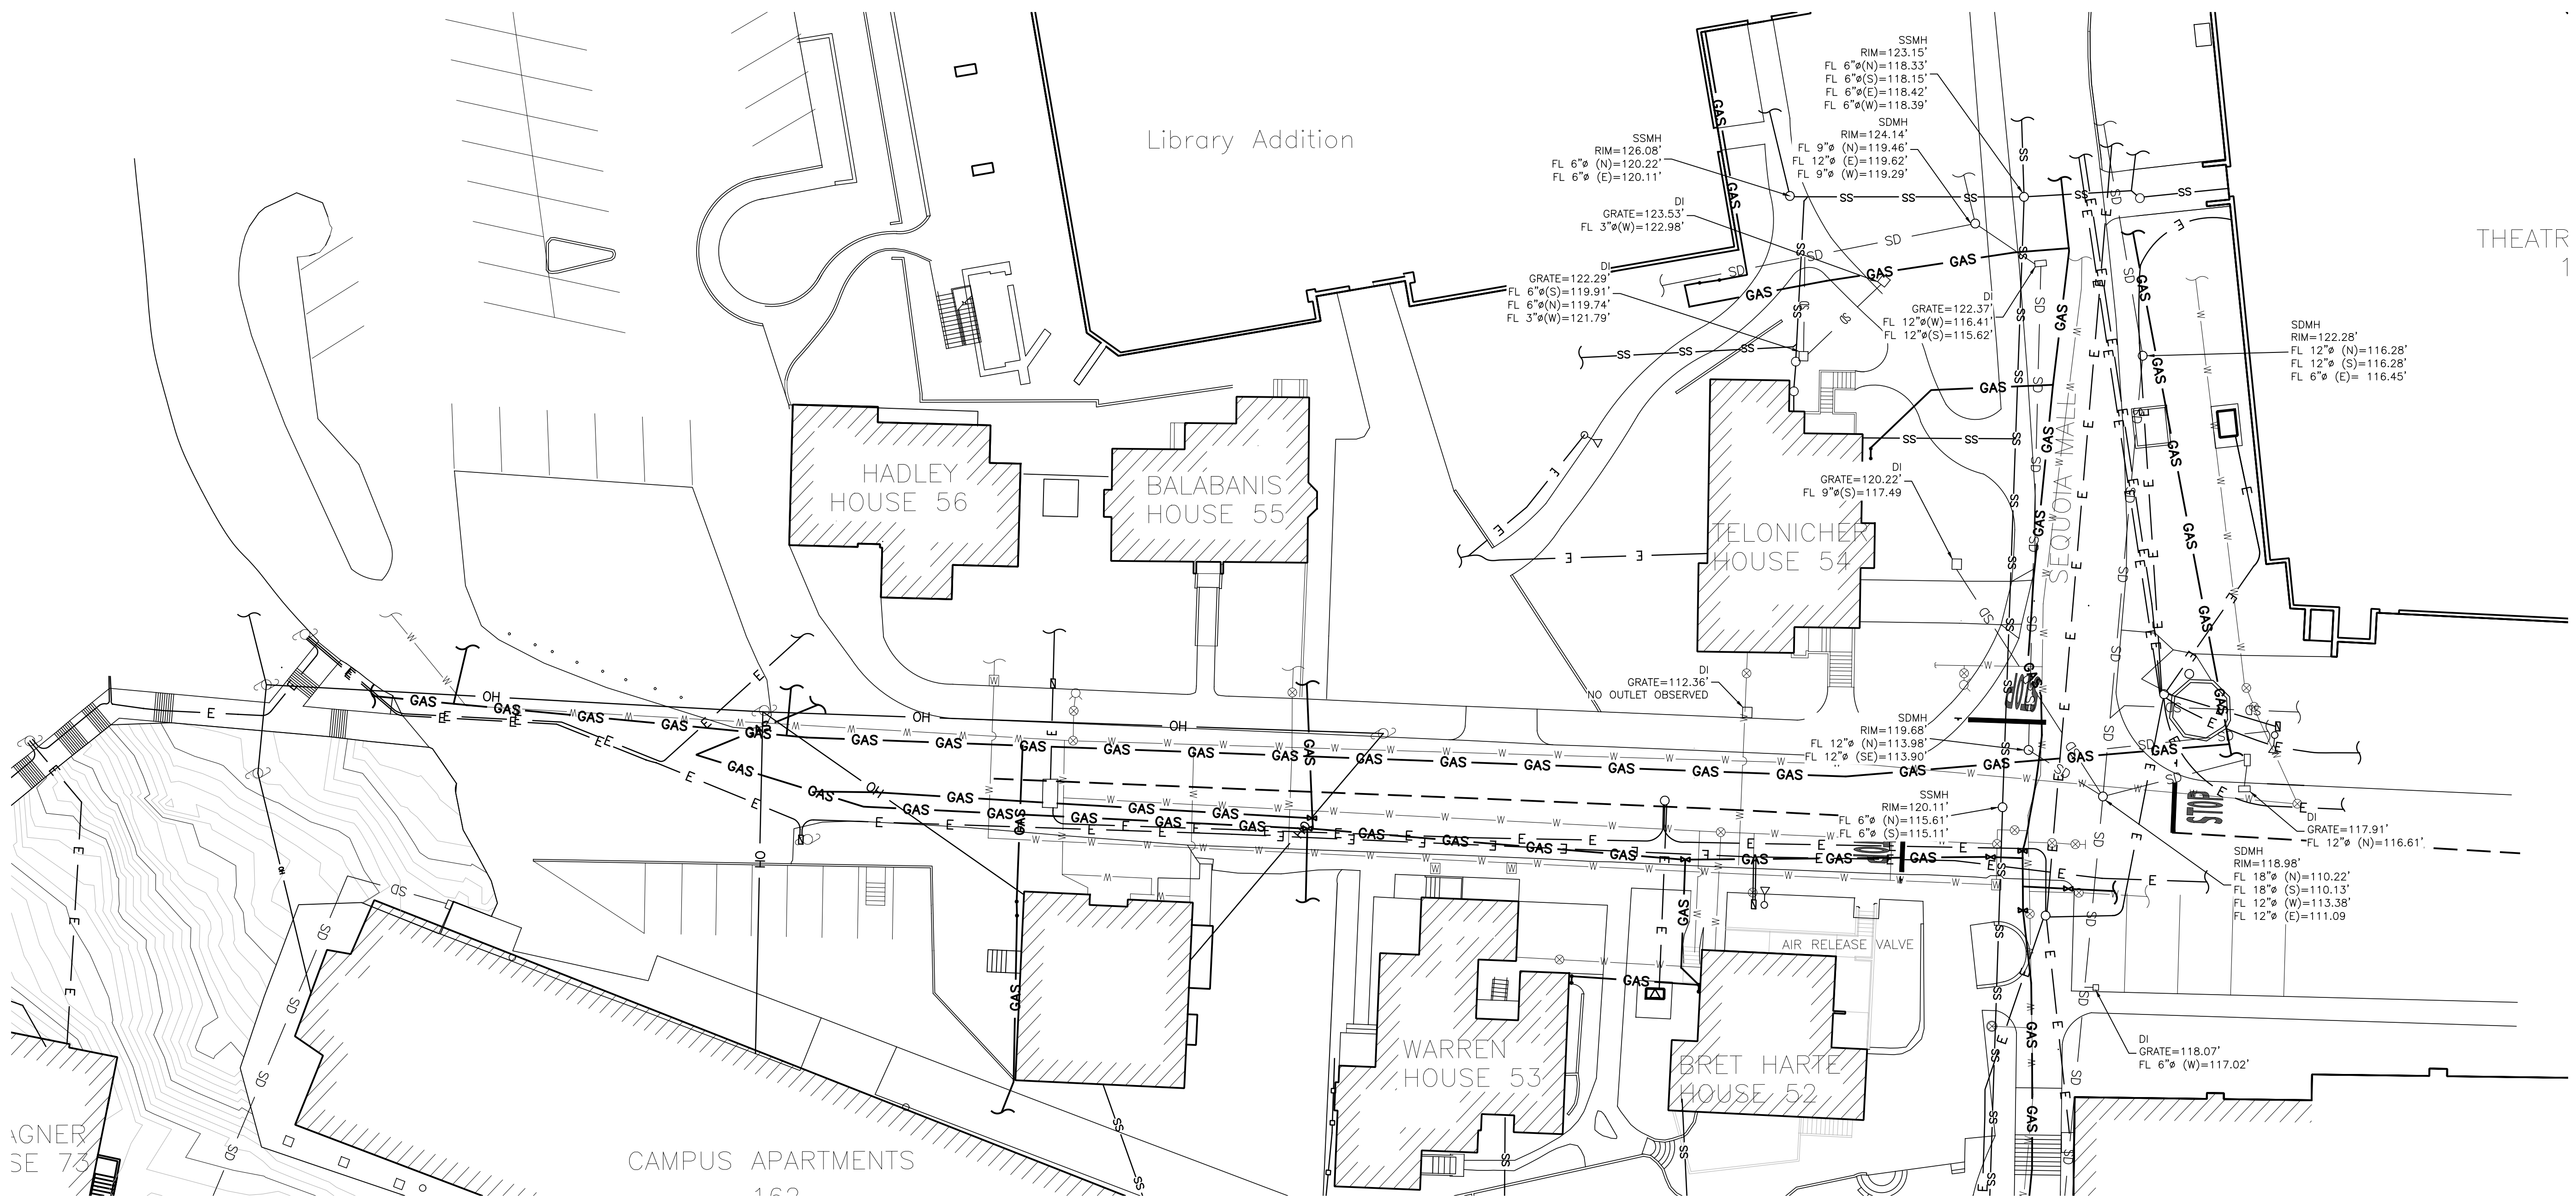 Library Addition
SSMH
RIM=123.15'
FL 6"ø(N)=118.33'
FL 6"ø(S)=118.15'
FL 6"ø(E)=118.42'
FL 6"ø(W)=118.39'
SDMH
RIM=124.14'
FL 9"ø (N)=119.46'
FL 12"ø (E)=119.62'
FL 9"ø (W)=119.29'
SSMH
RIM=126.08'
FL 6"ø (N)=120.22'
FL 6"ø (E)=120.11'
DI
GRATE=123.53'
FL 3"ø(W)=122.98'
DI
GRATE=122.29'
FL 6"ø(S)=119.91'
FL 6"ø(N)=119.74'
FL 3"ø(W)=121.79'
DI
GRATE=122.37'
FL 12"ø(W)=116.41'
FL 12"ø(S)=115.62'
SDMH
RIM=122.28'
FL 12"ø (N)=116.28'
FL 12"ø (S)=116.28'
FL 6"ø (E)= 116.45'
THEATR
1
HADLEY
HOUSE 56
BALABANIS
HOUSE 55
TELONICHER
HOUSE 54
SEQUOIA MALL
DI
GRATE=120.22'
FL 9"ø(S)=117.49
DI
GRATE=112.36'
NO OUTLET OBSERVED
SDMH
RIM=119.68'
FL 12"ø (N)=113.98'
FL 12"ø (SE)=113.90'
SSMH
RIM=120.11'
FL 6"ø (N)=115.61'
FL 6"ø (S)=115.11'
STOP
STOP
STOP
DI
GRATE=117.91'
FL 12"ø (N)=116.61'
SDMH
RIM=118.98'
FL 18"ø (N)=110.22'
FL 18"ø (S)=110.13'
FL 12"ø (W)=113.38'
FL 12"ø (E)=111.09
AIR RELEASE VALVE
DI
GRATE=118.07'
FL 6"ø (W)=117.02'
WARREN
HOUSE 53
BRET HARTE
HOUSE 52
AGNER
SE 73
CAMPUS APARTMENTS
162
GAS
SS
SD
E
W
OH